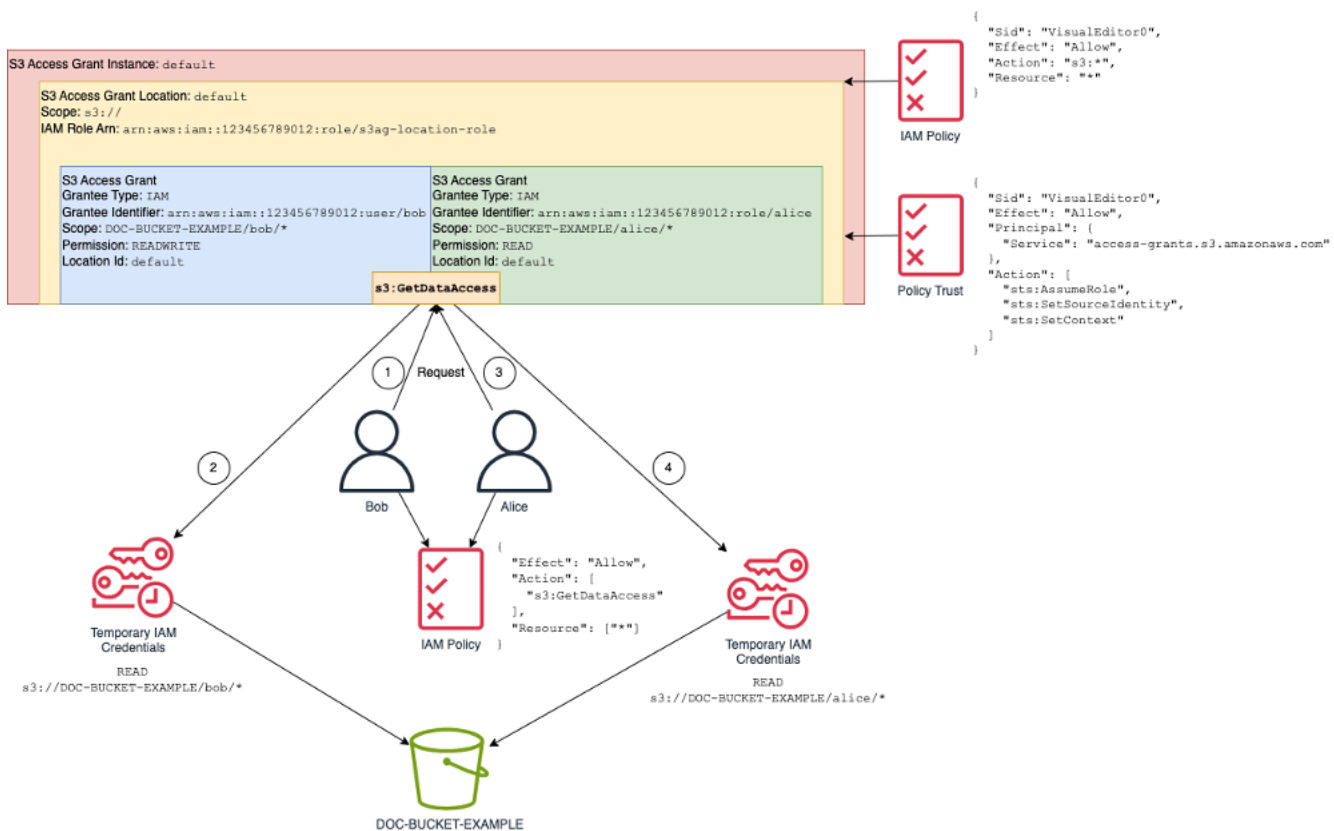 S3 Access Grant Instance: default
S3 Access Grant Location: default
Scope: s3://
IAM Role Arn: arn:aws:iam::123456789012:role/s3ag-location-role
S3 Access Grant
Grantee Type: IAM
Grantee Identifier: arn:aws:iam::123456789012:user/bob
Scope: DOC-BUCKET-EXAMPLE/bob/*
Permission: READWRITE
Location Id: default
S3 Access Grant
Grantee Type: IAM
Grantee Identifier: arn:aws:iam::123456789012:role/alice
Scope: DOC-BUCKET-EXAMPLE/alice/*
Permission: READ
Location Id: default
s3:GetDataAccess
{
"Sid": "VisualEditor0",
"Effect": "Allow",
"Action": "s3:*",
"Resource": "*"
}
IAM Policy
{
"Sid": "VisualEditor0",
"Effect": "Allow",
"Principal": {
"Service": "access-grants.s3.amazonaws.com"
},
"Action": [
"sts:AssumeRole",
"sts:SetSourceIdentity",
"sts:SetContext"
]
}
Policy Trust
1
Request
3
2
4
Bob
Alice
{
"Effect": "Allow",
"Action": [
"s3:GetDataAccess"
],
"Resource": ["*"]
}
IAM Policy
Temporary IAM
Credentials
READ
s3://DOC-BUCKET-EXAMPLE/bob/*
Temporary IAM
Credentials
READ
s3://DOC-BUCKET-EXAMPLE/alice/*
DOC-BUCKET-EXAMPLE